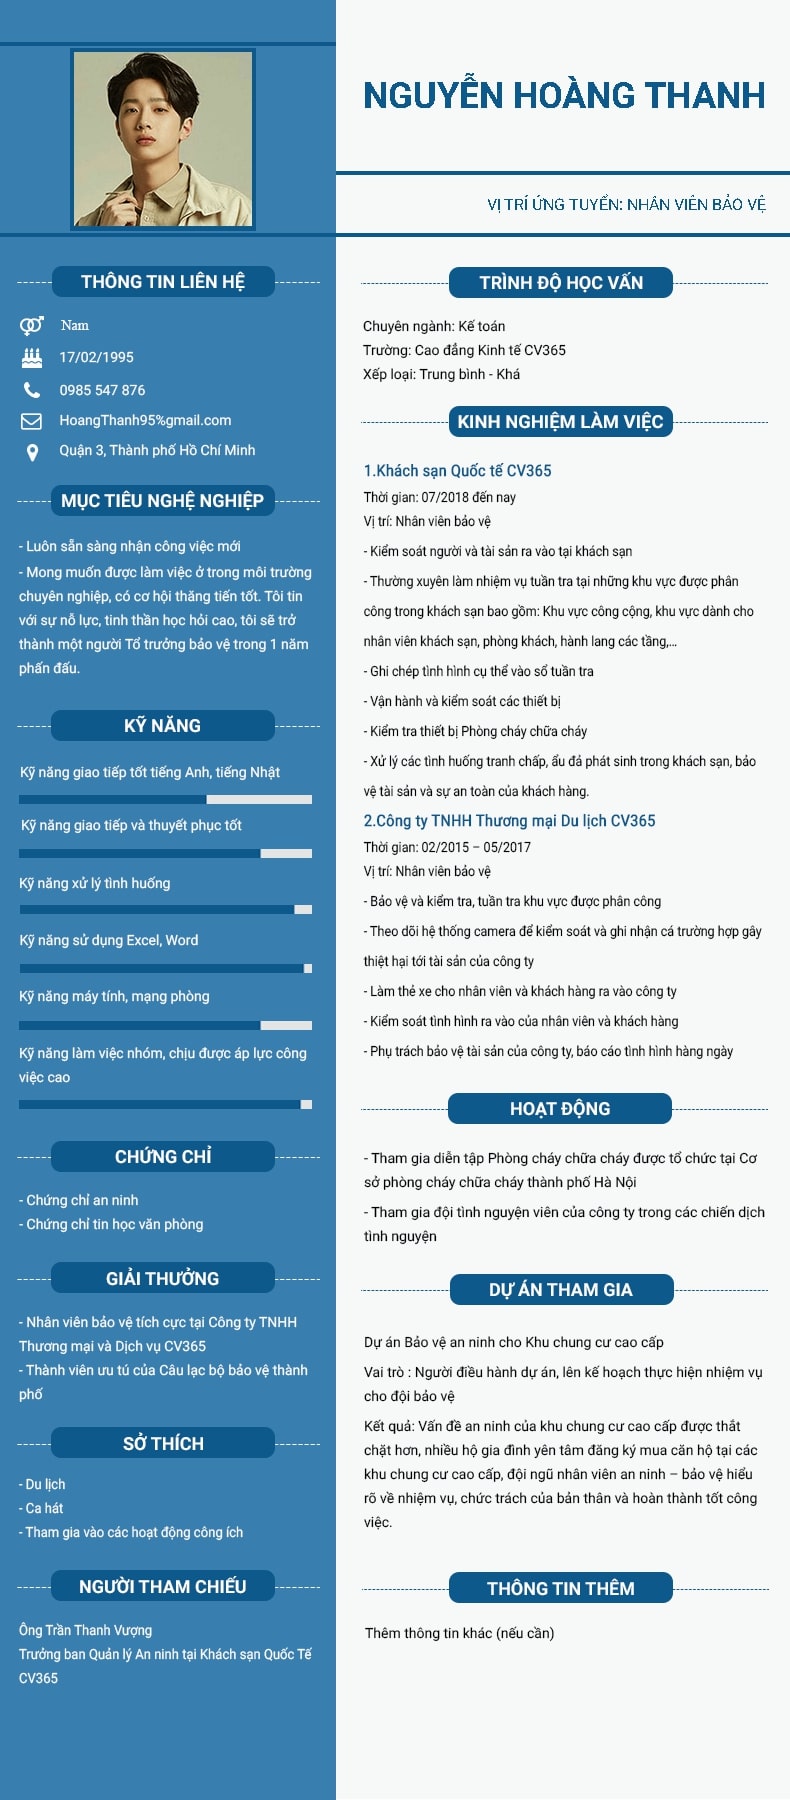 NGUYỄN HOÀNG THANH
VỊ TRÍ ỨNG TUYỂN: NHÂN VIÊN BẢO VỆ
THÔNG TIN LIÊN HỆ
Nam
17/02/1995
0985 547 876
HoangThanh95%gmail.com
Quận 3, Thành phố Hồ Chí Minh
MỤC TIÊU NGHỆ NGHIỆP
- Luôn sẵn sàng nhận công việc mới
- Mong muốn được làm việc ở trong môi trường
chuyên nghiệp, có cơ hội thăng tiến tốt. Tôi tin
với sự nỗ lực, tinh thần học hỏi cao, tôi sẽ trở
thành một người Tổ trưởng bảo vệ trong 1 năm
phấn đấu.
KỸ NĂNG
Kỹ năng giao tiếp tốt tiếng Anh, tiếng Nhật
Kỹ năng giao tiếp và thuyết phục tốt
Kỹ năng xử lý tình huống
Kỹ năng sử dụng Excel, Word
Kỹ năng máy tính, mạng phòng
Kỹ năng làm việc nhóm, chịu được áp lực công
việc cao
CHỨNG CHỈ
- Chứng chỉ an ninh
- Chứng chỉ tin học văn phòng
GIẢI THƯỞNG
- Nhân viên bảo vệ tích cực tại Công ty TNHH
Thương mại và Dịch vụ CV365
- Thành viên ưu tú của Câu lạc bộ bảo vệ thành
phố
SỞ THÍCH
- Du lịch
- Ca hát
- Tham gia vào các hoạt động công ích
NGƯỜI THAM CHIẾU
Ông Trần Thanh Vượng
Trưởng ban Quản lý An ninh tại Khách sạn Quốc Tế
CV365
TRÌNH ĐỘ HỌC VẤN
Chuyên ngành: Kế toán
Trường: Cao đẳng Kinh tế CV365
Xếp loại: Trung bình - Khá
KINH NGHIỆM LÀM VIỆC
1.Khách sạn Quốc tế CV365
Thời gian: 07/2018 đến nay
Vị trí: Nhân viên bảo vệ
- Kiểm soát người và tài sản ra vào tại khách sạn
- Thường xuyên làm nhiệm vụ tuần tra tại những khu vực được phân
công trong khách sạn bao gồm: Khu vực công cộng, khu vực dành cho
nhân viên khách sạn, phòng khách, hành lang các tầng,...
- Ghi chép tình hình cụ thể vào sổ tuần tra
- Vận hành và kiểm soát các thiết bị
- Kiểm tra thiết bị Phòng cháy chữa cháy
- Xử lý các tình huống tranh chấp, ẩu đả phát sinh trong khách sạn, bảo
vệ tài sản và sự an toàn của khách hàng.
2.Công ty TNHH Thương mại Du lịch CV365
Thời gian: 02/2015 – 05/2017
Vị trí: Nhân viên bảo vệ
- Bảo vệ và kiểm tra, tuần tra khu vực được phân công
- Theo dõi hệ thống camera để kiểm soát và ghi nhận cá trường hợp gây
thiệt hại tới tài sản của công ty
- Làm thẻ xe cho nhân viên và khách hàng ra vào công ty
- Kiểm soát tình hình ra vào của nhân viên và khách hàng
- Phụ trách bảo vệ tài sản của công ty, báo cáo tình hình hàng ngày
HOẠT ĐỘNG
- Tham gia diễn tập Phòng cháy chữa cháy được tổ chức tại Cơ
sở phòng cháy chữa cháy thành phố Hà Nội
- Tham gia đội tình nguyện viên của công ty trong các chiến dịch
tình nguyện
DỰ ÁN THAM GIA
Dự án Bảo vệ an ninh cho Khu chung cư cao cấp
Vai trò : Người điều hành dự án, lên kế hoạch thực hiện nhiệm vụ
cho đội bảo vệ
Kết quả: Vấn đề an ninh của khu chung cư cao cấp được thắt
chặt hơn, nhiều hộ gia đình yên tâm đăng ký mua căn hộ tại các
khu chung cư cao cấp, đội ngũ nhân viên an ninh – bảo vệ hiểu
rõ về nhiệm vụ, chức trách của bản thân và hoàn thành tốt công
việc.
THÔNG TIN THÊM
Thêm thông tin khác (nếu cần)